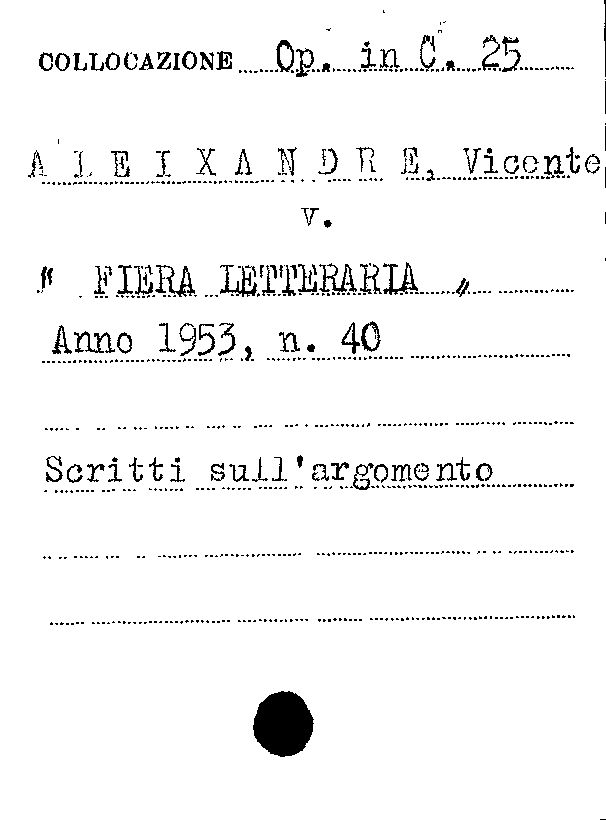 COLLOCAZIONE Op. in C. 25
A L E I X A N D R E, Vicente
v.
" FIERA LETTERARIA "
Anno 1953, n. 40
Scritti sull'argomento